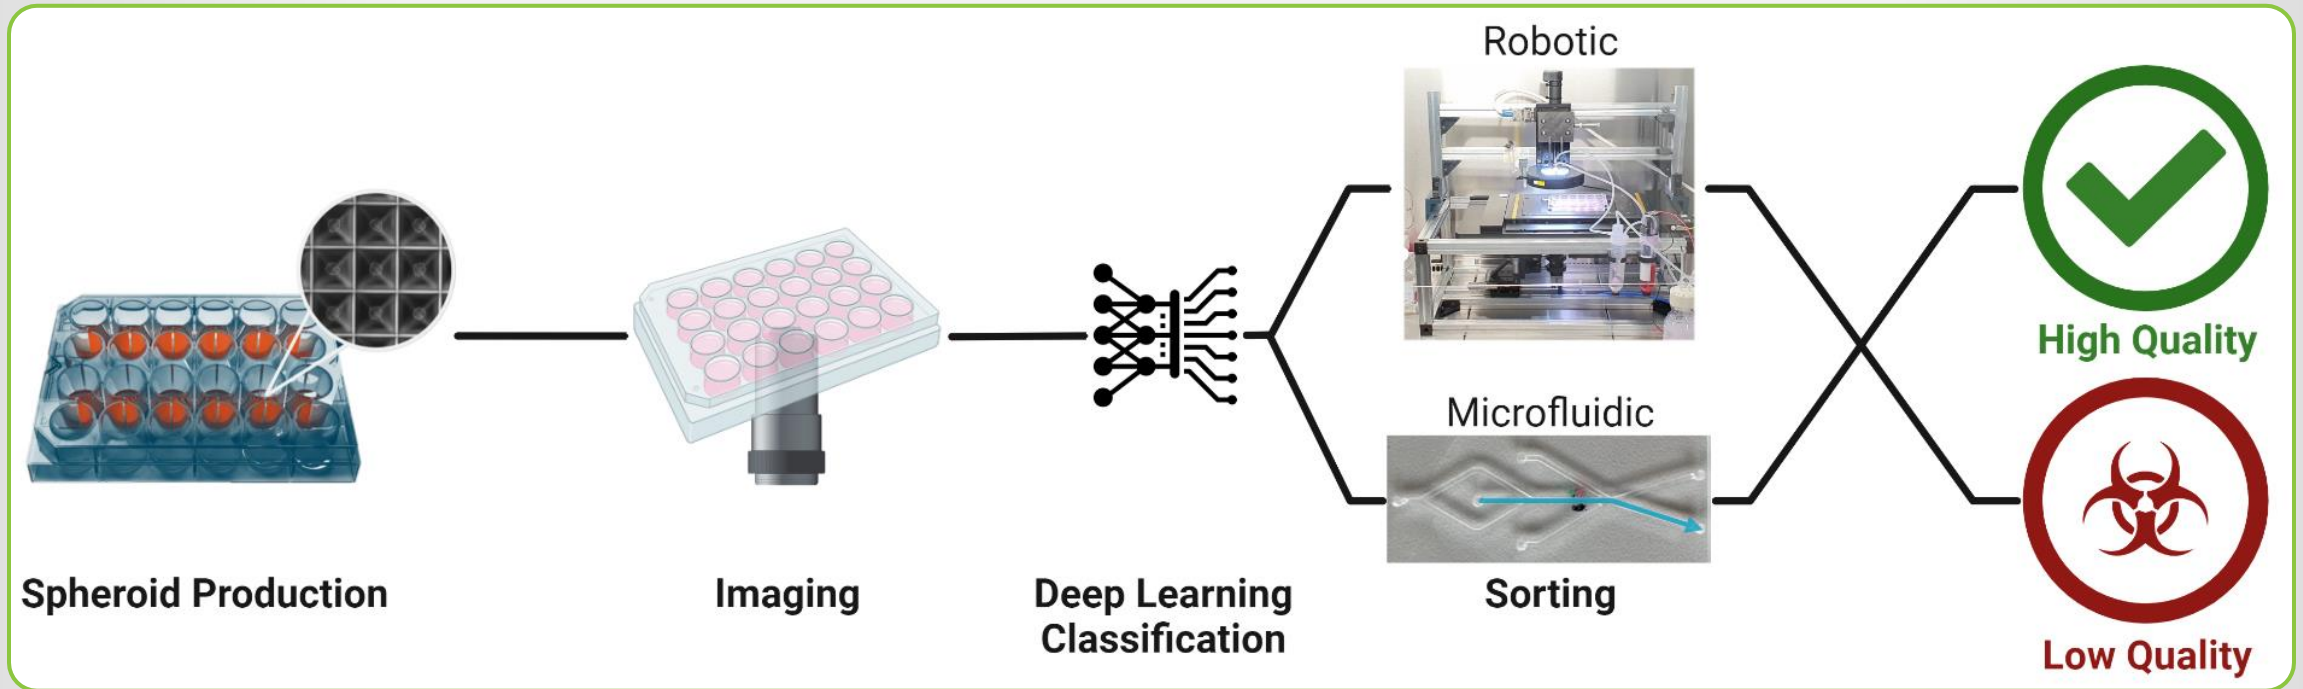 Robotic
High Quality
Microfluidic
Spheroid Production
Imaging
Deep Learning
Classification
Sorting
Low Quality